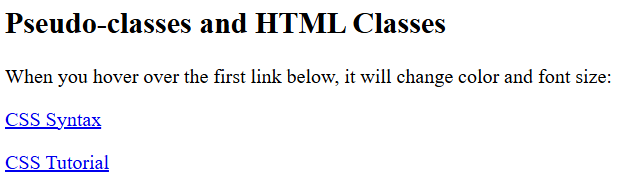 Pseudo-classes and HTML Classes
When you hover over the first link below, it will change color and font size:
CSS Syntax
CSS Tutorial